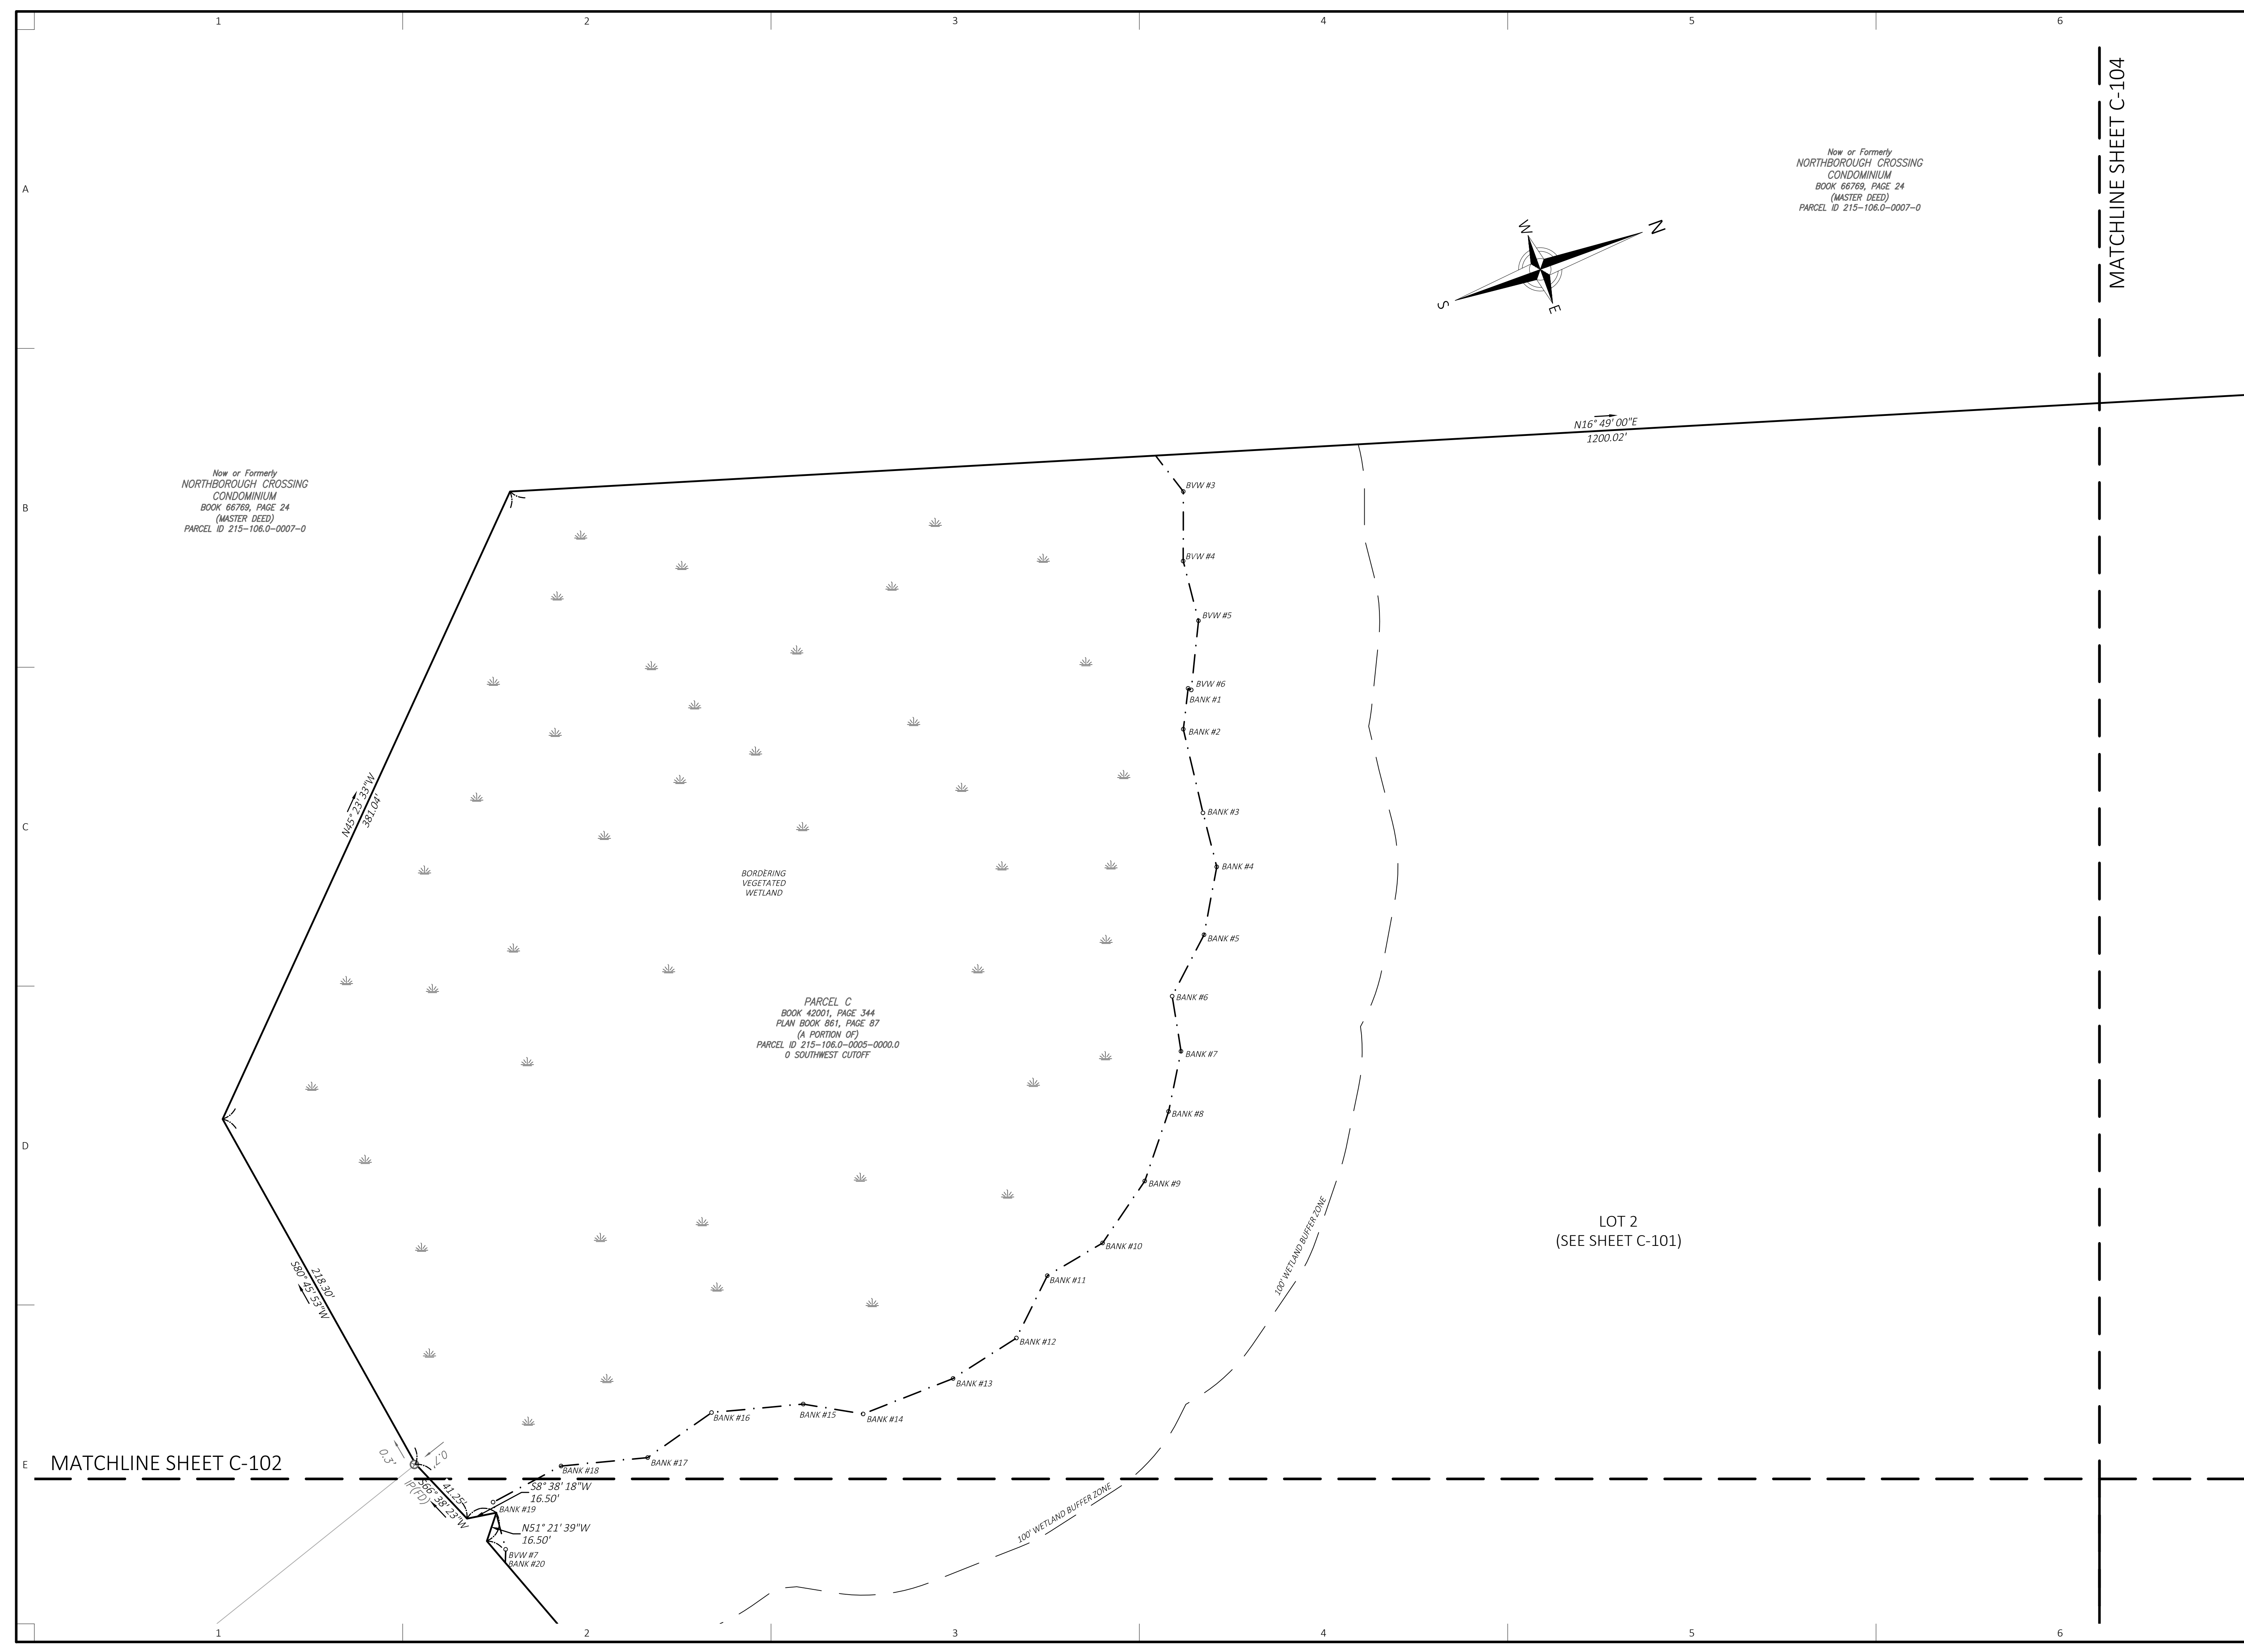 1 2 3 4 5 6
MATCHLINE SHEET C-104
A
Now or Formerly
NORTHBOROUGH CROSSING
CONDOMINIUM
BOOK 66769, PAGE 24
(MASTER DEED)
PARCEL ID 215-106.0-0007-0
N
W
E
S
N16° 49' 00"E
1200.02'
B
Now or Formerly
NORTHBOROUGH CROSSING
CONDOMINIUM
BOOK 66769, PAGE 24
(MASTER DEED)
PARCEL ID 215-106.0-0007-0
BVW #3
BVW #4
BVW #5
BVW #6
BANK #1
BANK #2
N45° 23' 33"W
381.04'
C
BANK #3
BANK #4
BORDERING
VEGETATED
WETLAND
BANK #5
BANK #6
PARCEL C
BOOK 42001, PAGE 344
PLAN BOOK 861, PAGE 87
(A PORTION OF)
PARCEL ID 215-106.0-0005-0000.0
0 SOUTHWEST CUTOFF
BANK #7
BANK #8
D
BANK #9
100' WETLAND BUFFER ZONE
LOT 2
(SEE SHEET C-101)
BANK #10
BANK #11
218.30'
S80° 45' 53"W
BANK #12
BANK #13
BANK #14
BANK #15
BANK #16
E
MATCHLINE SHEET C-102
0.3'
0.7'
BANK #17
BANK #18
IP(FD)
41.25'
S66° 38' 23"W
S8° 38' 18"W
16.50'
BANK #19
N51° 21' 39"W
16.50'
BVW #7
BANK #20
100' WETLAND BUFFER ZONE
1 2 3 4 5 6